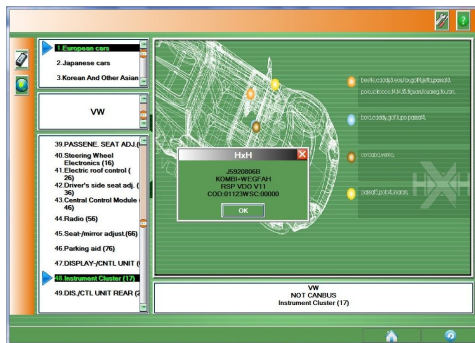 1.European cars
2.Japanese cars
3.Korean And Other Asian
VW
39.PASSENE. SEAT ADJ.(
40.Steering Wheel
Electronics (16)
41.Electric roof control (
26)
42.Driver's side seat adj. (
36)
43.Central Control Module (
46)
44.Radio (56)
45.Seat-/mirror adjust.(66)
46.Parking aid (76)
47.DISPLAY-/CNTL UNIT (
48.Instrument Cluster (17)
49.DIS./CTL UNIT REAR (
HxH
J5920806B
KOMBI+WEGFAH
RSP VDO V11
COD:01123WSC:00000
OK
HXH
VW
NOT CANBUS
Instrument Cluster (17)